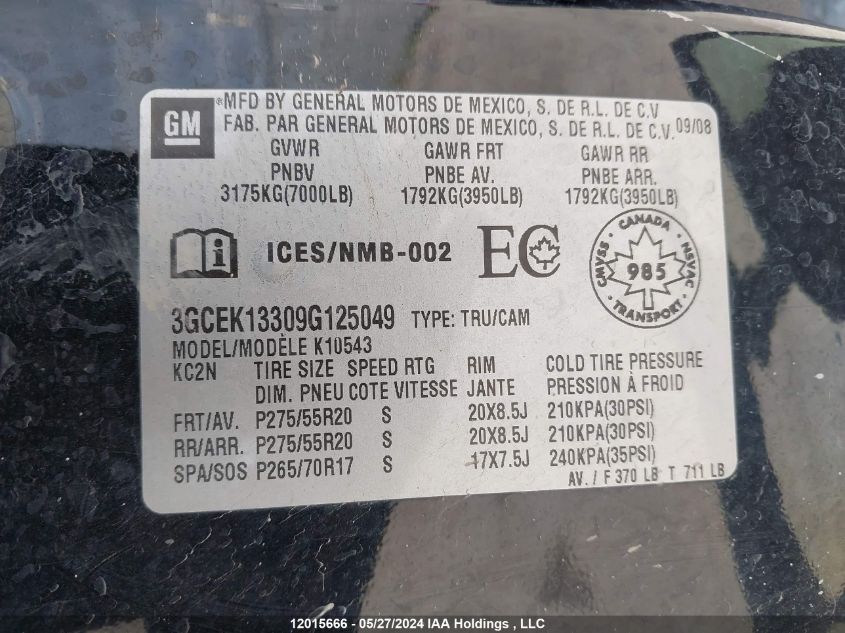 GM
*MFD BY GENERAL MOTORS DE MEXICO, S. DE R.L. DE C.V
FAB. PAR GENERAL MOTORS DE MEXICO, S. DE R.L. DE C.V. 09/08
GVWR GAWR FRT GAWR RR
PNBV PNBE AV. PNBE ARR.
3175KG(7000LB) 1792KG(3950LB) 1792KG(3950LB)
i ICES/NMB-002 EC CANADA CMVSS 985 NSVAC TRANSPORT
3GCEK13309G125049 TYPE: TRU/CAM
MODEL/MODÈLE K10543
KC2N TIRE SIZE SPEED RTG RIM COLD TIRE PRESSURE
DIM. PNEU COTE VITESSE JANTE PRESSION À FROID
FRT/AV. P275/55R20 S 20X8.5J 210KPA(30PSI)
RR/ARR. P275/55R20 S 20X8.5J 210KPA(30PSI)
SPA/SOS P265/70R17 S 17X7.5J 240KPA(35PSI)
AV. / F 370 LB T 711 LB
12015666 - 05/27/2024 IAA Holdings , LLC